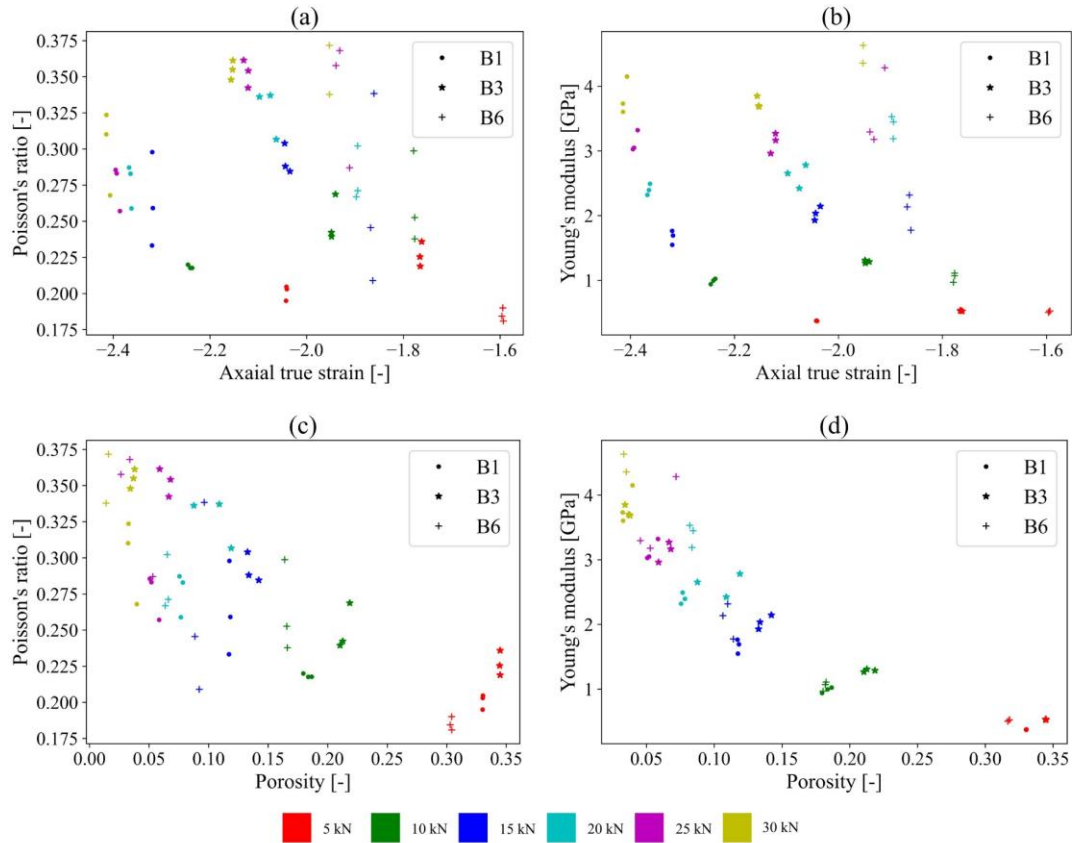 (a)
0.375
0.350
0.325
0.300
0.275
0.250
0.225
0.200
0.175
Poisson's ratio [-]
B1
B3
B6
−2.4 −2.2 −2.0 −1.8 −1.6
Axaial true strain [-]
(b)
4
3
2
1
Young's modulus [GPa]
B1
B3
B6
−2.4 −2.2 −2.0 −1.8 −1.6
Axial true strain [-]
(c)
0.375
0.350
0.325
0.300
0.275
0.250
0.225
0.200
0.175
Poisson's ratio [-]
B1
B3
B6
0.00 0.05 0.10 0.15 0.20 0.25 0.30 0.35
Porosity [-]
(d)
4
3
2
1
Young's modulus [GPa]
B1
B3
B6
0.05 0.10 0.15 0.20 0.25 0.30 0.35
Porosity [-]
5 kN 10 kN 15 kN 20 kN 25 kN 30 kN